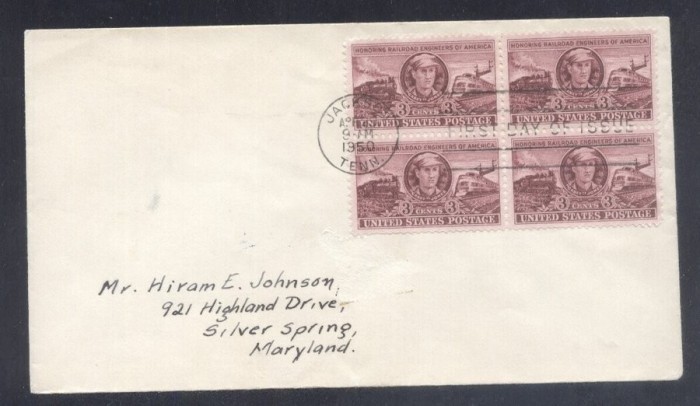 HONORING RAILROAD ENGINEERS OF AMERICA
3 CENTS 3
UNITED STATES POSTAGE
HONORING RAILROAD ENGINEERS OF AMERICA
3 CENTS 3
UNITED STATES POSTAGE
JACKSON
9-AM
1950
TENN.
FIRST DAY OF ISSUE
HONORING RAILROAD ENGINEERS OF AMERICA
3 CENTS 3
UNITED STATES POSTAGE
HONORING RAILROAD ENGINEERS OF AMERICA
3 CENTS 3
UNITED STATES POSTAGE
Mr. Hiram E. Johnson,
921 Highland Drive,
Silver Spring,
Maryland.